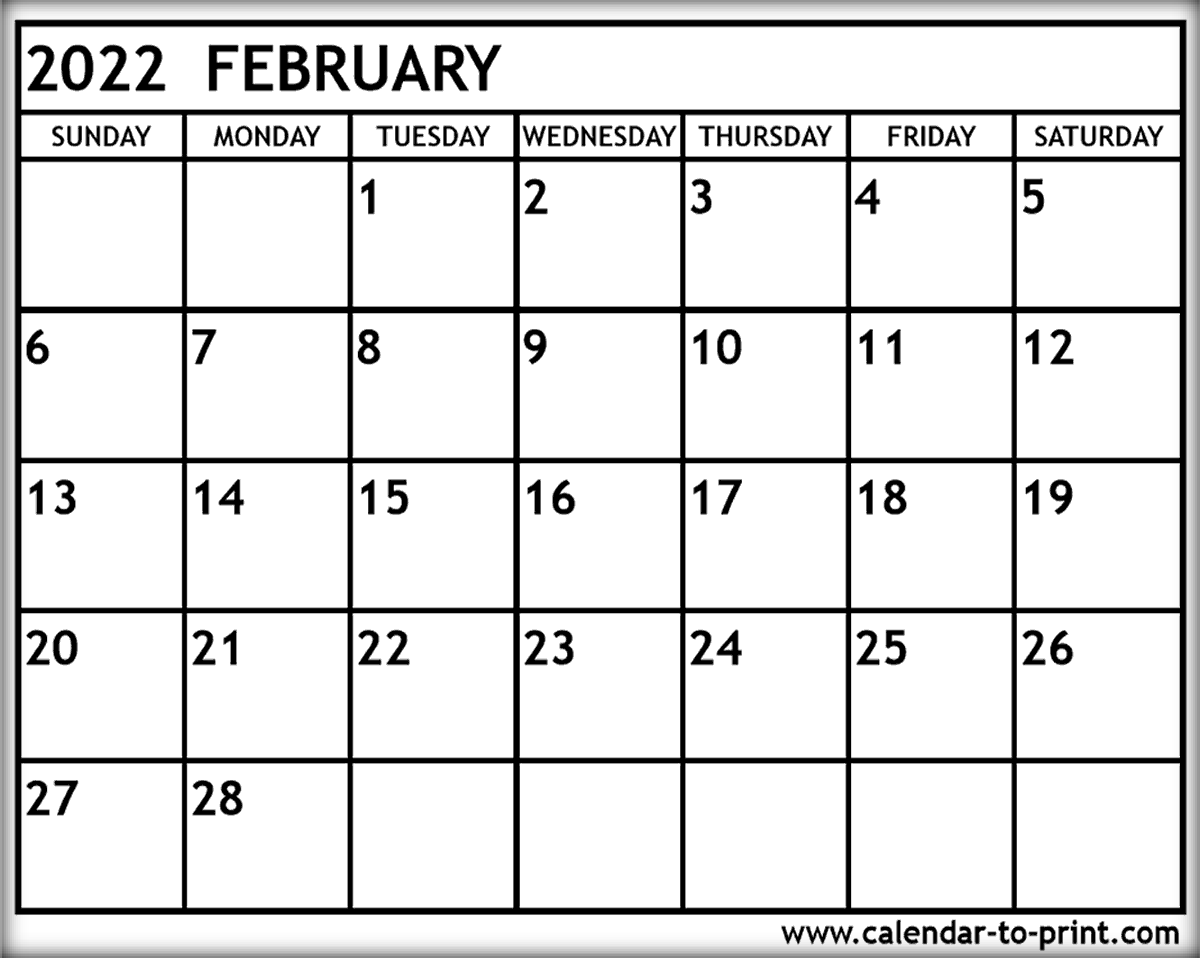 2022 FEBRUARY
SUNDAY MONDAY TUESDAY WEDNESDAY THURSDAY FRIDAY SATURDAY
1 2 3 4 5
6 7 8 9 10 11 12
13 14 15 16 17 18 19
20 21 22 23 24 25 26
27 28
www.calendar-to-print.com